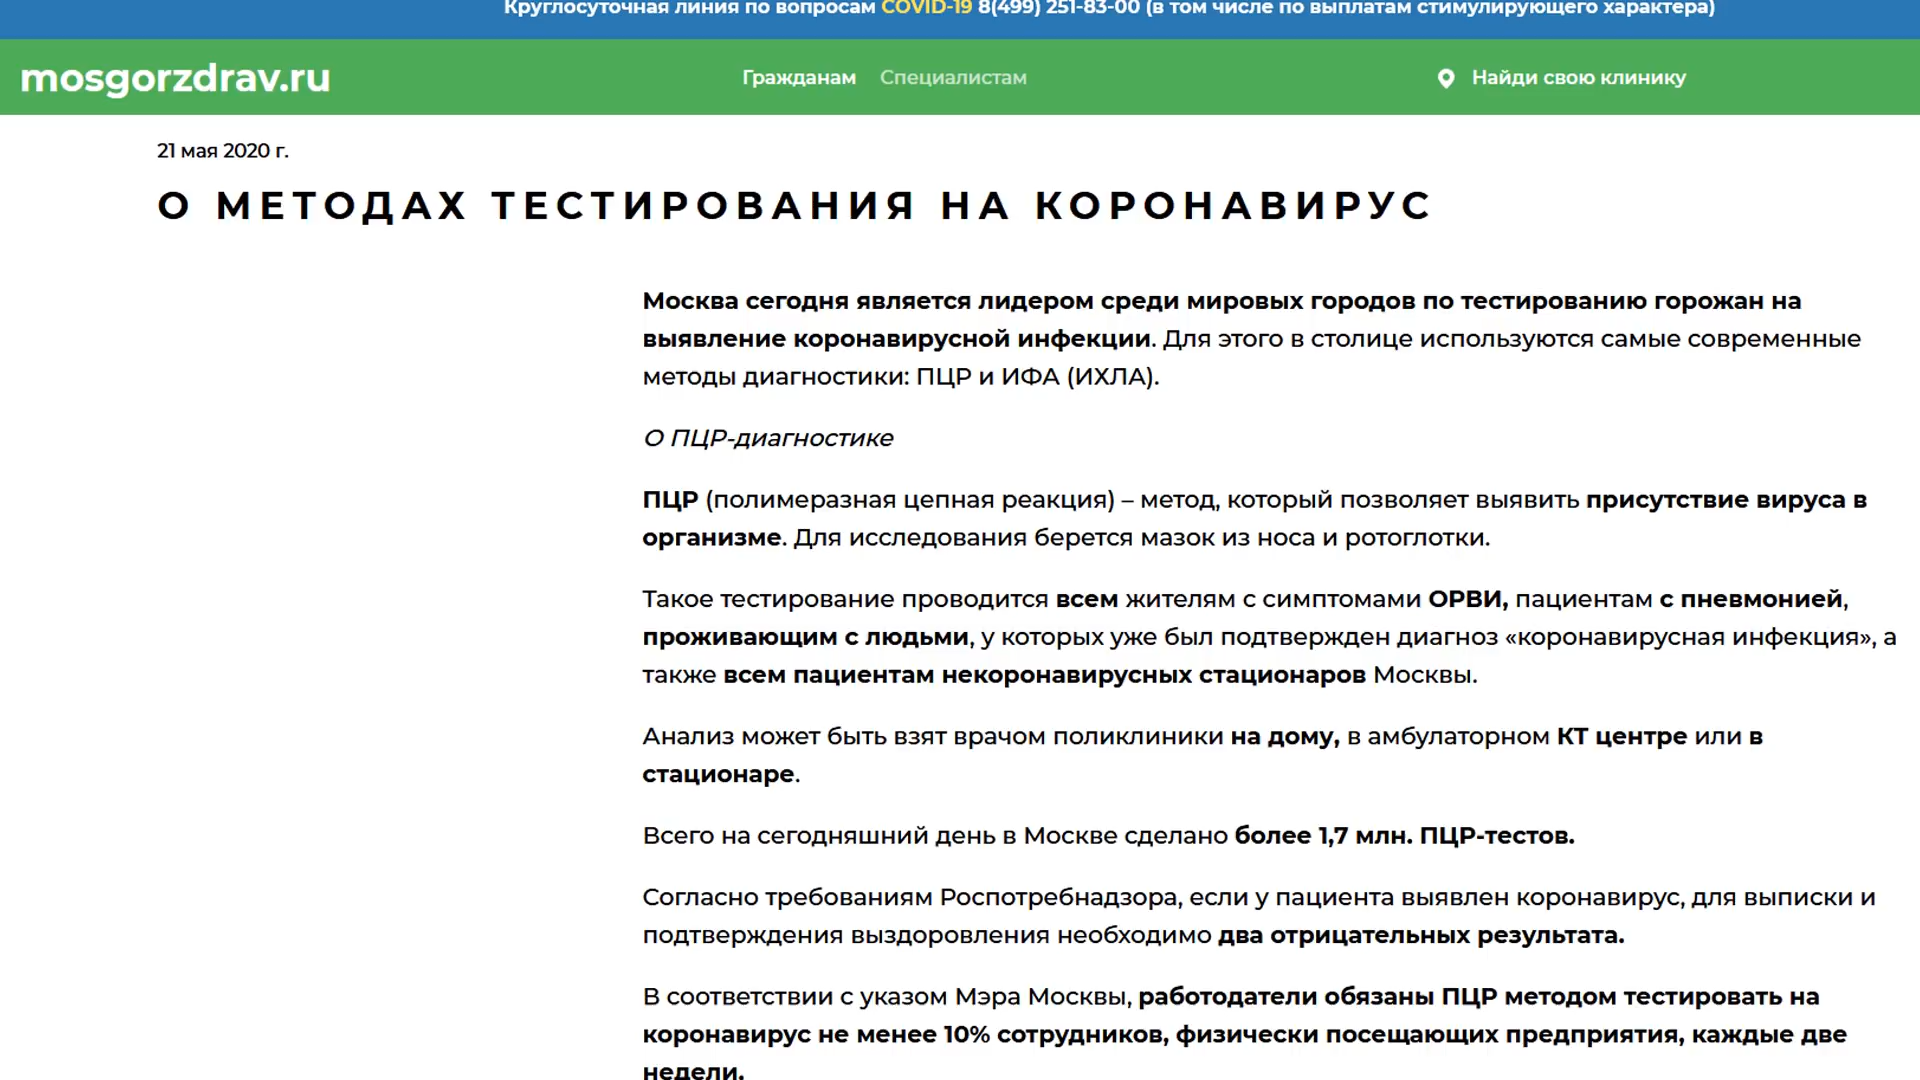 Круглосуточная линия по вопросам COVID-19 8(499) 251-83-00 (в том числе по выплатам стимулирующего характера)
mosgorzdrav.ru
Гражданам Специалистам
Найди свою клинику
21 мая 2020 г.
О МЕТОДАХ ТЕСТИРОВАНИЯ НА КОРОНАВИРУС
Москва сегодня является лидером среди мировых городов по тестированию горожан на
выявление коронавирусной инфекции. Для этого в столице используются самые современные
методы диагностики: ПЦР и ИФА (ИХЛА).
О ПЦР-диагностике
ПЦР (полимеразная цепная реакция) – метод, который позволяет выявить присутствие вируса в
организме. Для исследования берется мазок из носа и ротоглотки.
Такое тестирование проводится всем жителям с симптомами ОРВИ, пациентам с пневмонией,
проживающим с людьми, у которых уже был подтвержден диагноз «коронавирусная инфекция», а
также всем пациентам некоронавирусных стационаров Москвы.
Анализ может быть взят врачом поликлиники на дому, в амбулаторном КТ центре или в
стационаре.
Всего на сегодняшний день в Москве сделано более 1,7 млн. ПЦР-тестов.
Согласно требованиям Роспотребнадзора, если у пациента выявлен коронавирус, для выписки и
подтверждения выздоровления необходимо два отрицательных результата.
В соответствии с указом Мэра Москвы, работодатели обязаны ПЦР методом тестировать на
коронавирус не менее 10% сотрудников, физически посещающих предприятия, каждые две
недели.